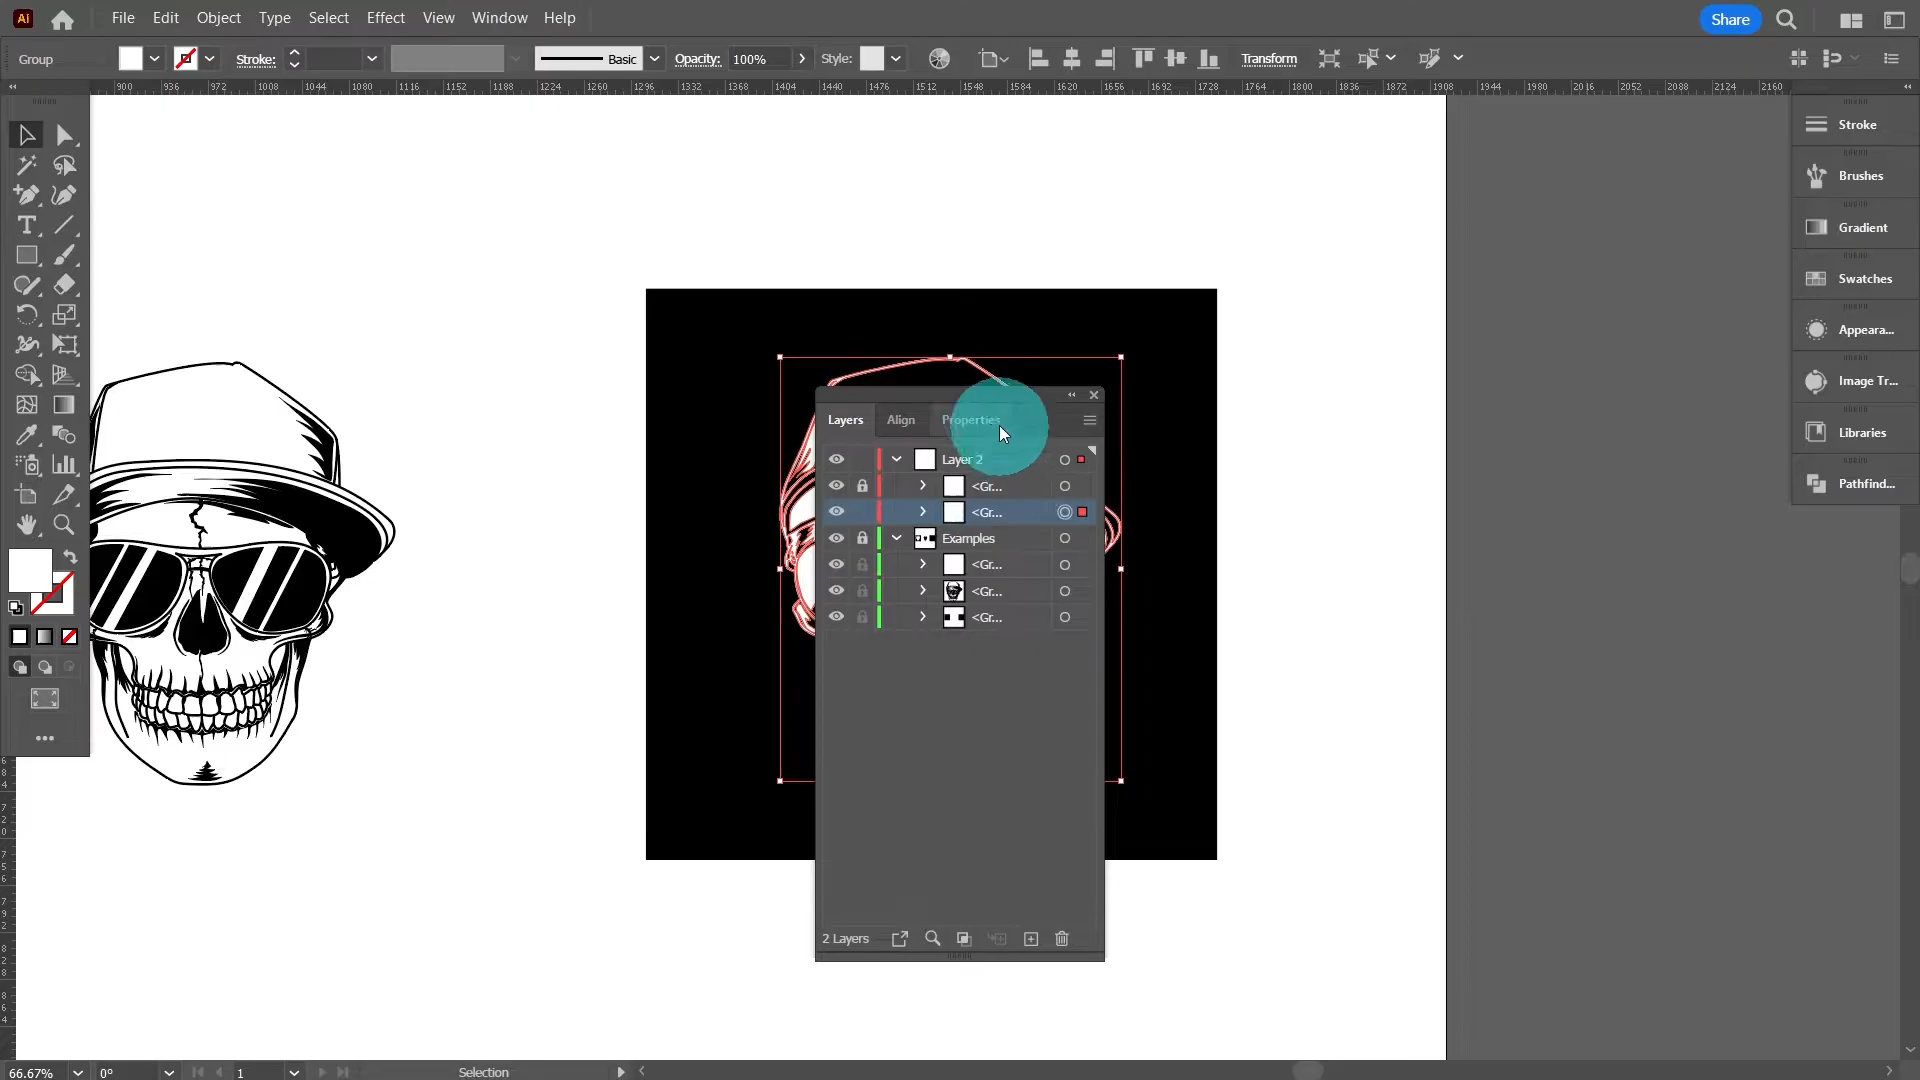 Ai File Edit Object Type Select Effect View Window Help Share
Group Stroke: Basic Opacity: 100% Style: Transform
900 936 972 1008 1044 1080 1116 1152 1188 1224 1260 1296 1332 1368 1404 1440 1476 1512 1548 1584 1620 1656 1692 1728 1764 1800 1836 1872 1908 1944 1980 2016 2052 2088 2124 2160
Stroke
Brushes
Gradient
Swatches
Appeara...
Image Tr...
Libraries
Pathfind...
Layers Align Properties
Layer 2
<Gr...
<Gr...
Examples
<Gr...
<Gr...
<Gr...
2 Layers
66.67% 0° 1 Selection